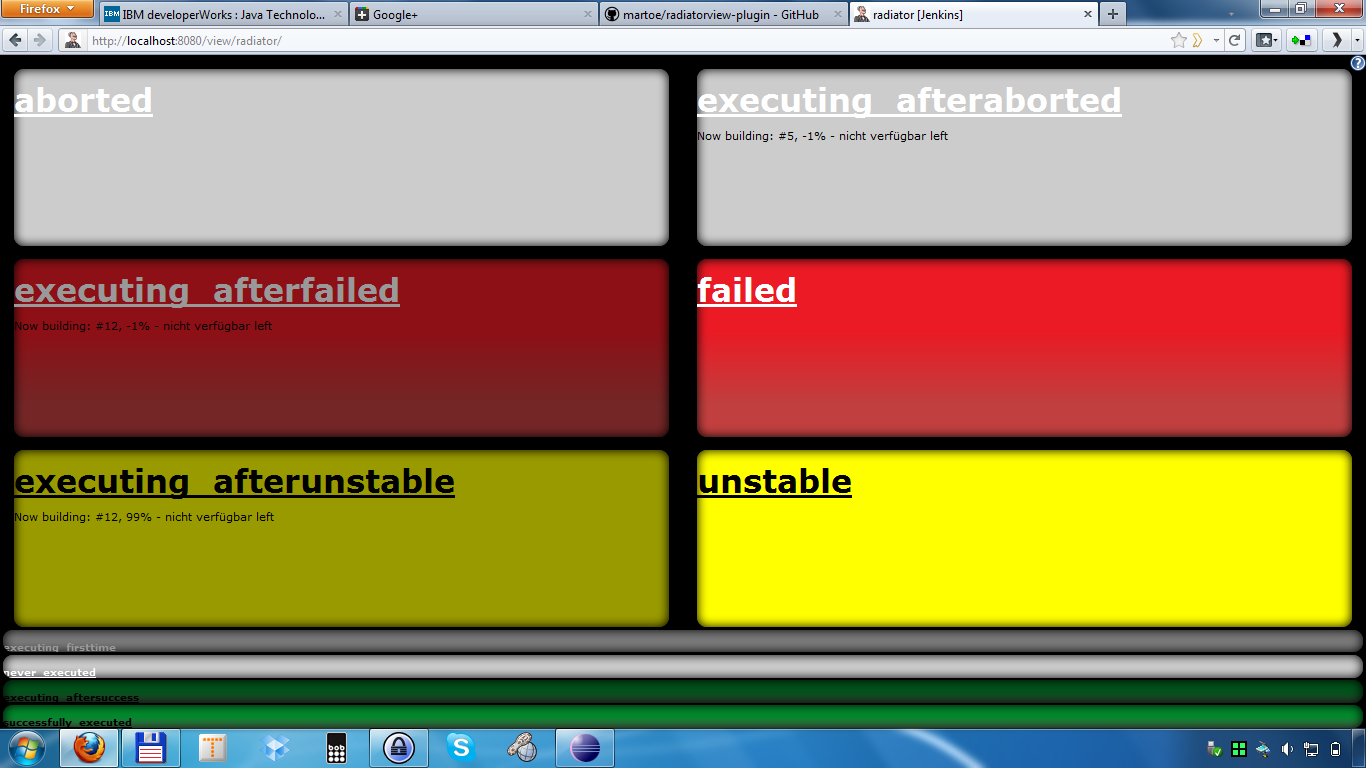 Firefox
IBM IBM developerWorks : Java Technolo...
Google+
martoe/radiatorview-plugin - GitHub
radiator [Jenkins]
http://localhost:8080/view/radiator/
aborted
executing_afteraborted
Now building: #5, -1% - nicht verfügbar left
executing_afterfailed
Now building: #12, -1% - nicht verfügbar left
failed
executing_afterunstable
Now building: #12, 99% - nicht verfügbar left
unstable
executing_firsttime
never_executed
executing_aftersuccess
successfully_executed
T
bob
S